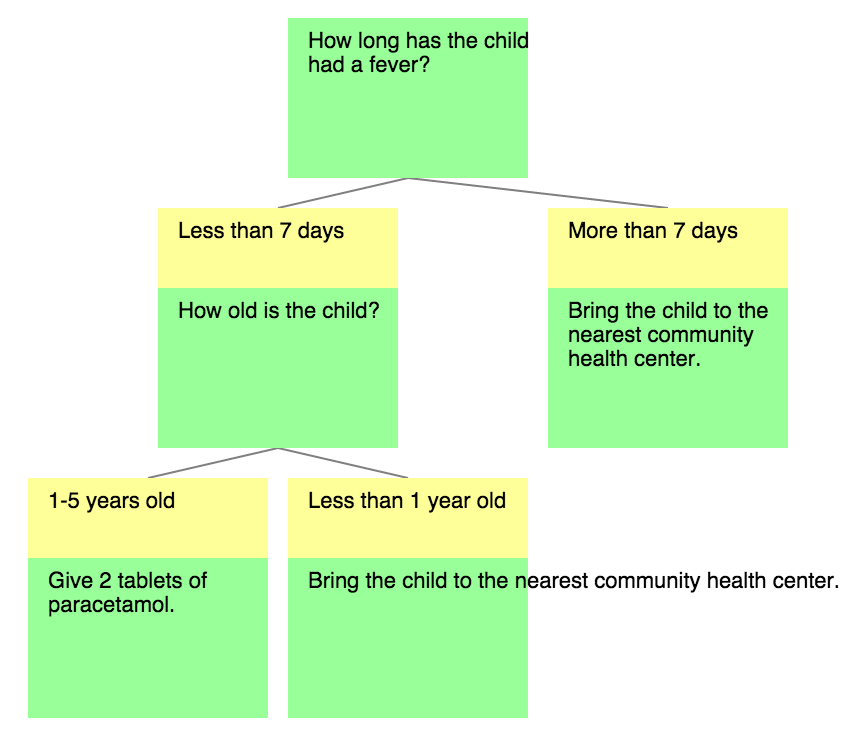 How long has the child
had a fever?
Less than 7 days
More than 7 days
How old is the child?
Bring the child to the
nearest community
health center.
1-5 years old
Less than 1 year old
Give 2 tablets of
paracetamol.
Bring the child to the nearest community health center.